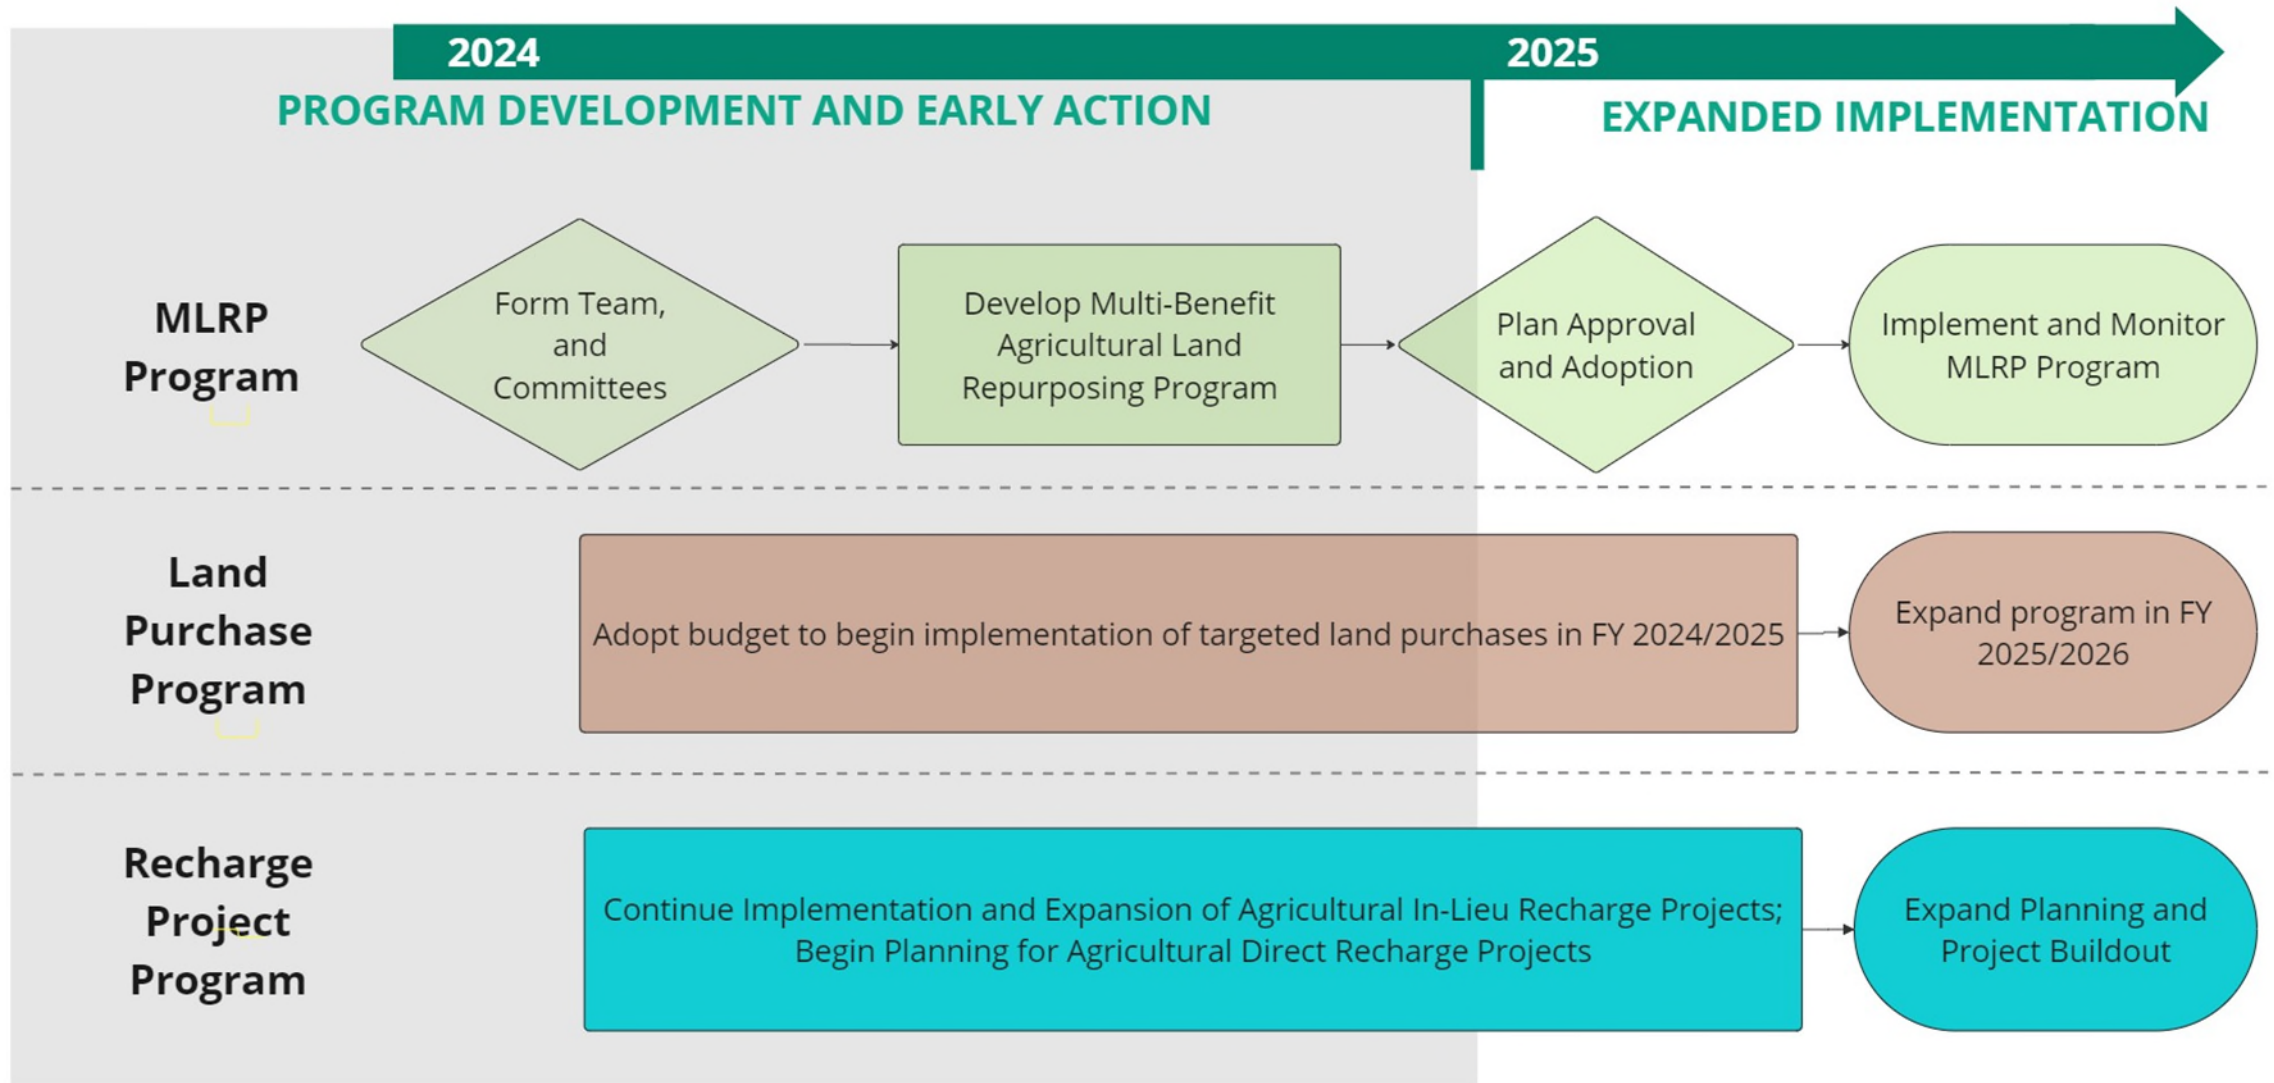 2024
2025
PROGRAM DEVELOPMENT AND EARLY ACTION
EXPANDED IMPLEMENTATION
MLRP
Program
Form Team,
and
Committees
Develop Multi-Benefit
Agricultural Land
Repurposing Program
Plan Approval
and Adoption
Implement and Monitor
MLRP Program
Land
Purchase
Program
Adopt budget to begin implementation of targeted land purchases in FY 2024/2025
Expand program in FY
2025/2026
Recharge
Project
Program
Continue Implementation and Expansion of Agricultural In-Lieu Recharge Projects;
Begin Planning for Agricultural Direct Recharge Projects
Expand Planning and
Project Buildout